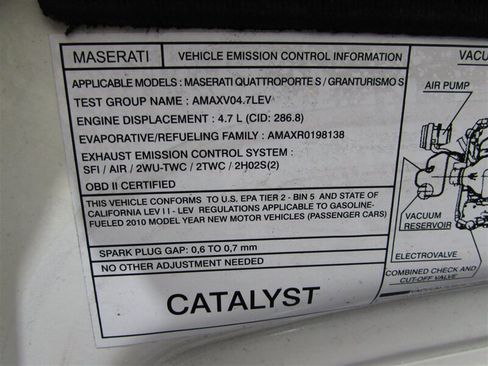 MASERATI VEHICLE EMISSION CONTROL INFORMATION
APPLICABLE MODELS : MASERATI QUATTROPORTE S / GRANTURISMO S
TEST GROUP NAME : AMAXV04.7LEV
ENGINE DISPLACEMENT : 4.7 L (CID: 286.8)
EVAPORATIVE/REFUELING FAMILY : AMAXR0198138
EXHAUST EMISSION CONTROL SYSTEM :
SFI / AIR / 2WU-TWC / 2TWC / 2HO2S(2)
OBD II CERTIFIED
THIS VEHICLE CONFORMS TO U.S. EPA TIER 2 - BIN 5 AND STATE OF
CALIFORNIA LEV II - LEV REGULATIONS APPLICABLE TO GASOLINE-
FUELED 2010 MODEL YEAR NEW MOTOR VEHICLES (PASSENGER CARS)
SPARK PLUG GAP: 0,6 TO 0,7 mm
NO OTHER ADJUSTMENT NEEDED
CATALYST
AIR PUMP
VACUUM
RESERVOIR
ELECTROVALVE
COMBINED CHECK AND
CUT-OFF VALVE